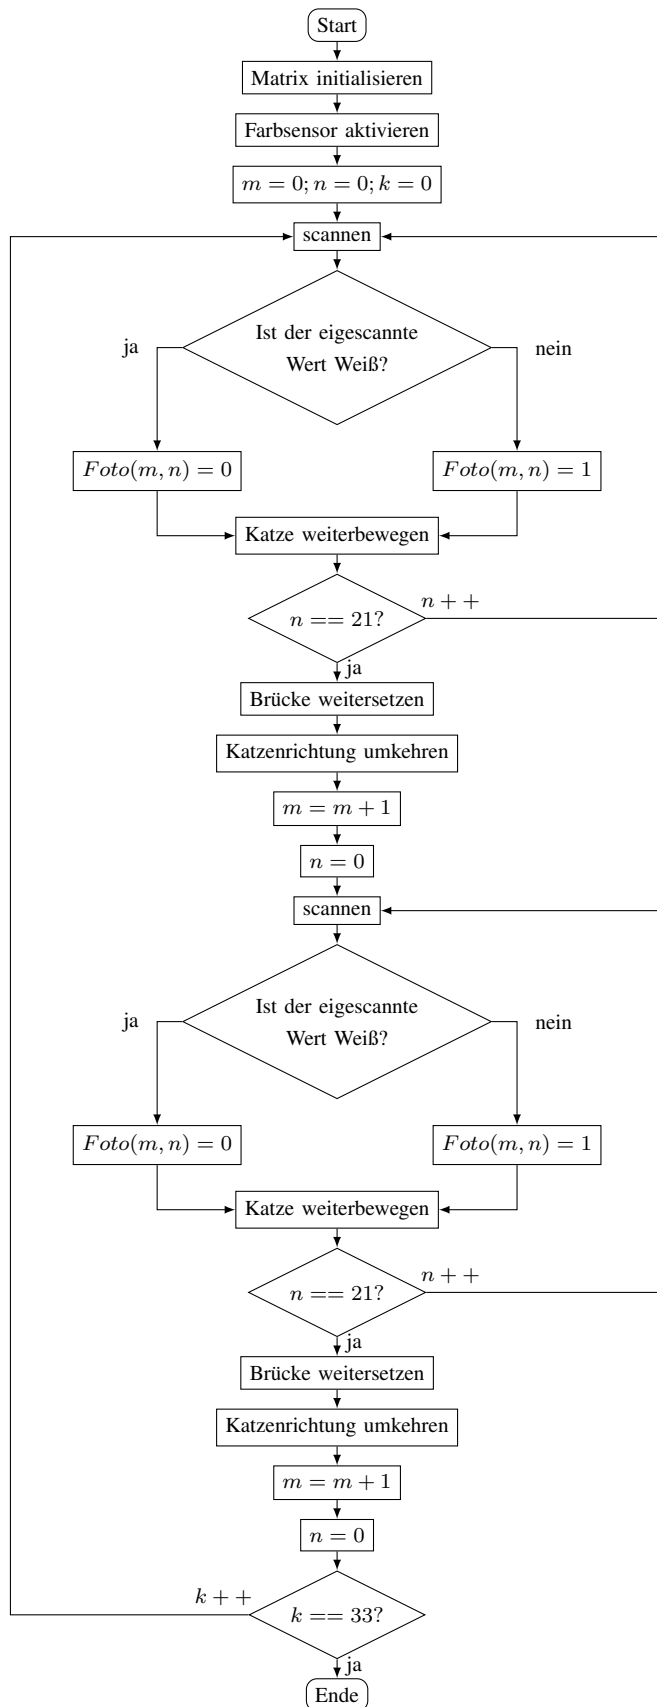 Start
Matrix initialisieren
Farbsensor aktivieren
m = 0; n = 0; k = 0
scannen
Ist der eigescannte
Wert Weiß?
ja
nein
Foto(m, n) = 0
Foto(m, n) = 1
Katze weiterbewegen
n == 21?
n + +
ja
Brücke weitersetzen
Katzenrichtung umkehren
m = m + 1
n = 0
scannen
Ist der eigescannte
Wert Weiß?
ja
nein
Foto(m, n) = 0
Foto(m, n) = 1
Katze weiterbewegen
n == 21?
n + +
ja
Brücke weitersetzen
Katzenrichtung umkehren
m = m + 1
n = 0
k + +
k == 33?
ja
Ende